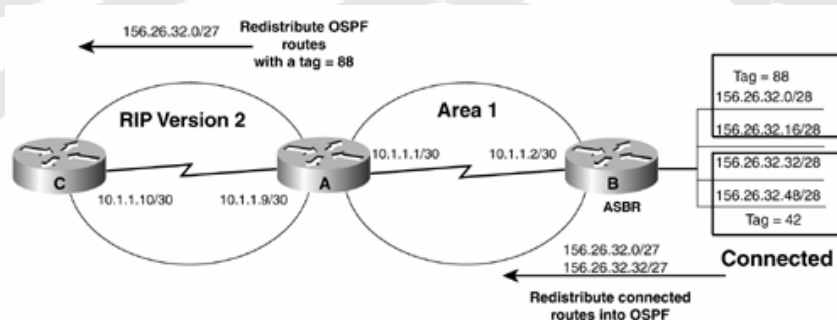 156.26.32.0/27
Redistribute OSPF
routes
with a tag = 88
RIP Version 2
Area 1
Tag = 88
156.26.32.0/28
156.26.32.16/28
156.26.32.32/28
156.26.32.48/28
Tag = 42
C
10.1.1.10/30
10.1.1.9/30
A
10.1.1.1/30
10.1.1.2/30
B
ASBR
Connected
156.26.32.0/27
156.26.32.32/27
Redistribute connected
routes into OSPF